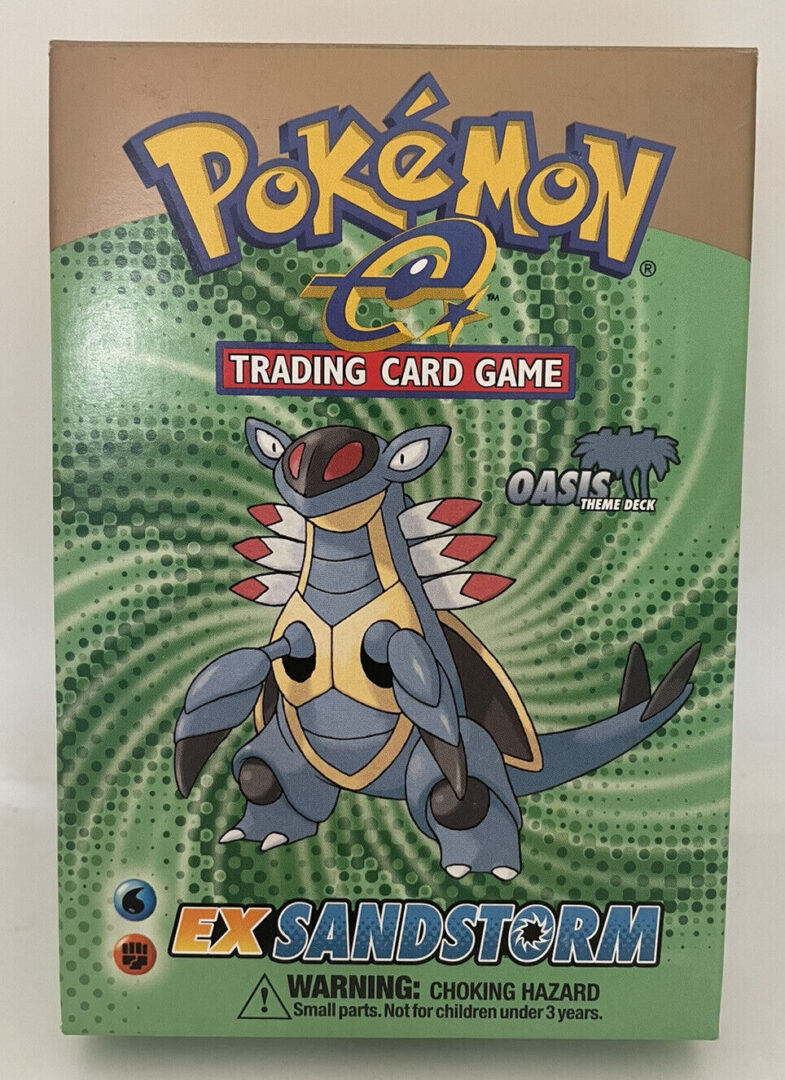 POKéMON®
e™
TRADING CARD GAME
OASIS
THEME DECK
EX SANDSTORM
WARNING: CHOKING HAZARD
Small parts. Not for children under 3 years.